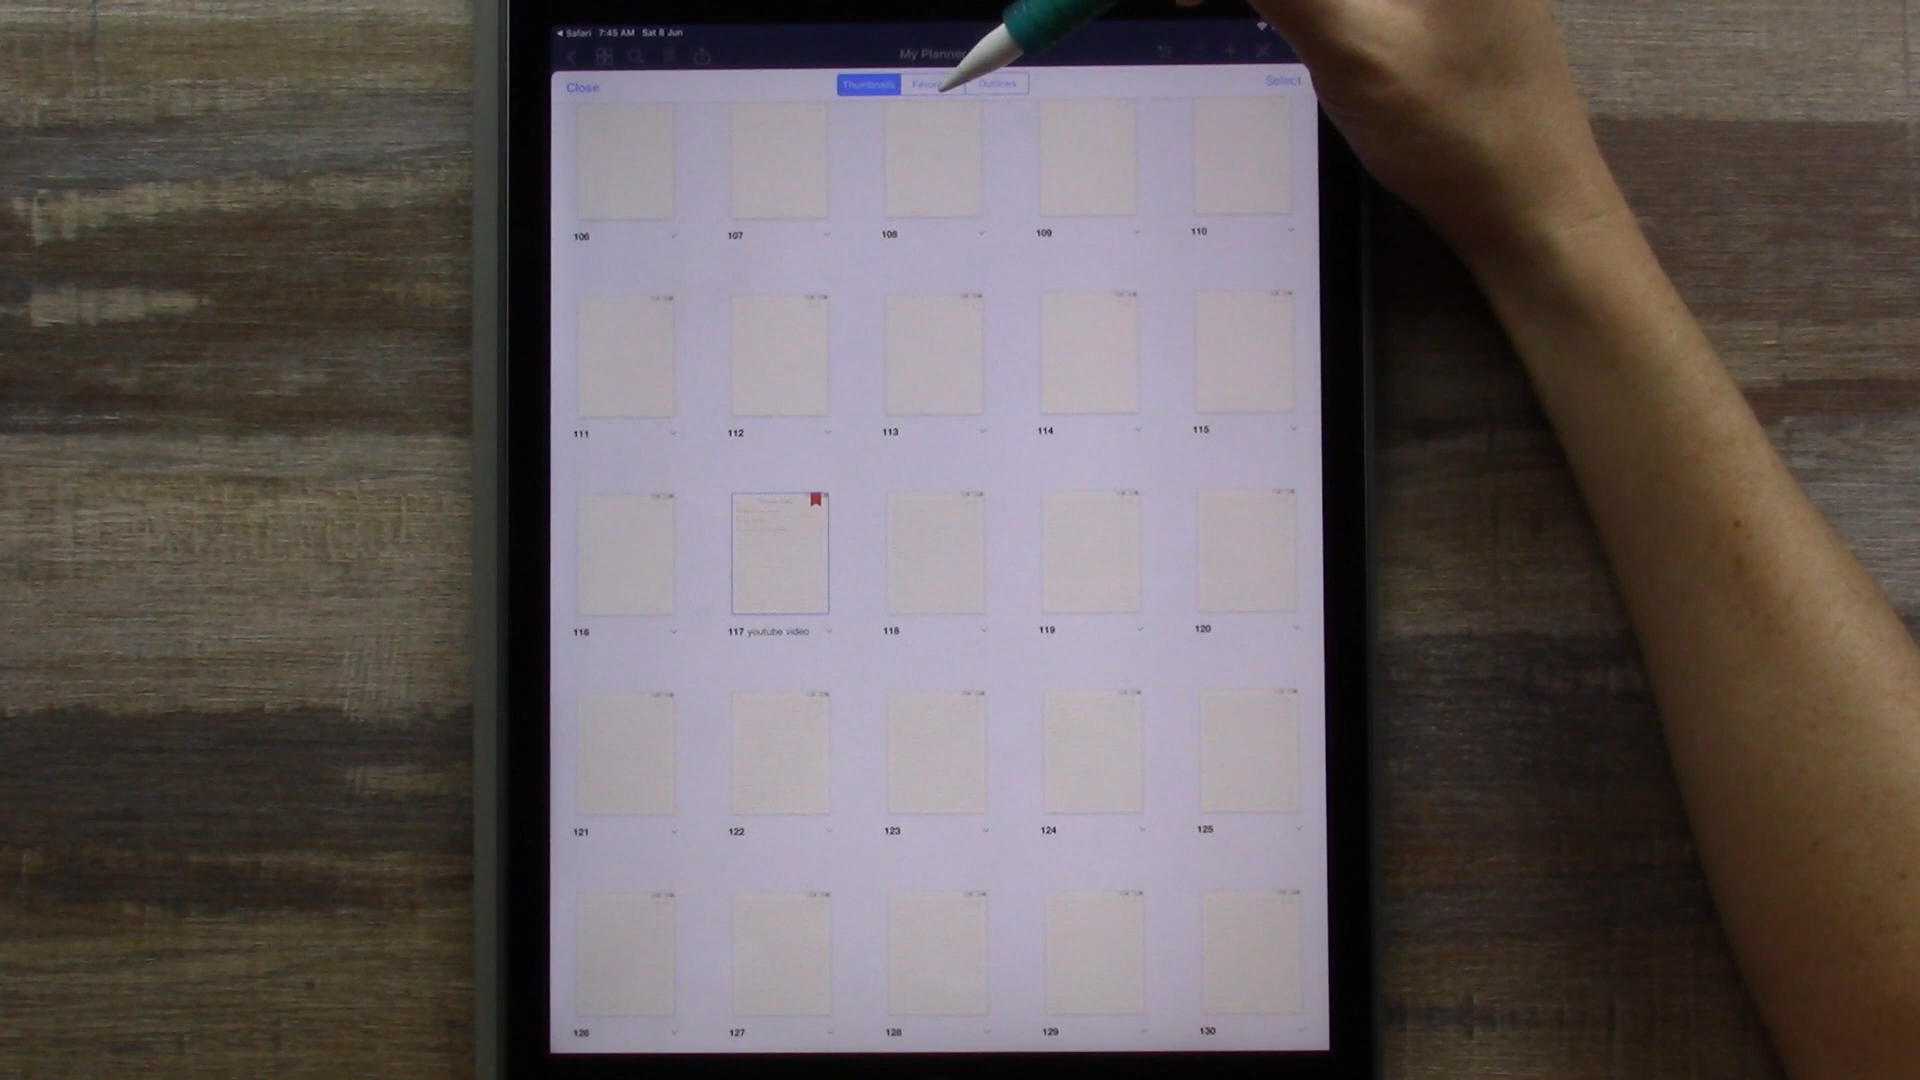 Safari 7:45 AM Sat 8 Jun
My Planner
Close Thumbnails Outlines Select
106 107 108 109 110
111 112 113 114 115
116 117 youtube video 118 119 120
121 122 123 124 125
126 127 128 129 130